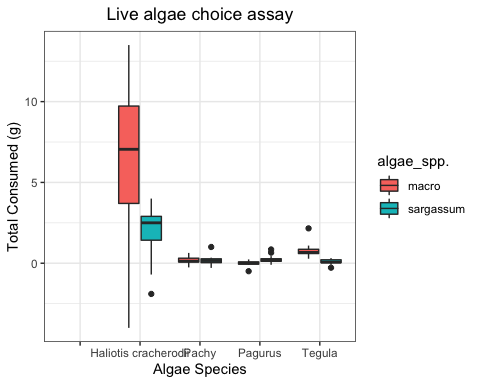 Live algae choice assay
Total Consumed (g)
10
5
0
Haliotis cracherodii
Pachy
Pagurus
Tegula
Algae Species
algae_spp.
macro
sargassum